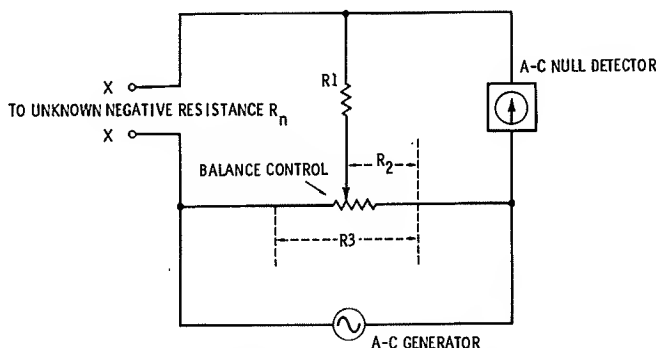 X
TO UNKNOWN NEGATIVE RESISTANCE Rn
X
R1
A-C NULL DETECTOR
R2
BALANCE CONTROL
R3
A-C GENERATOR